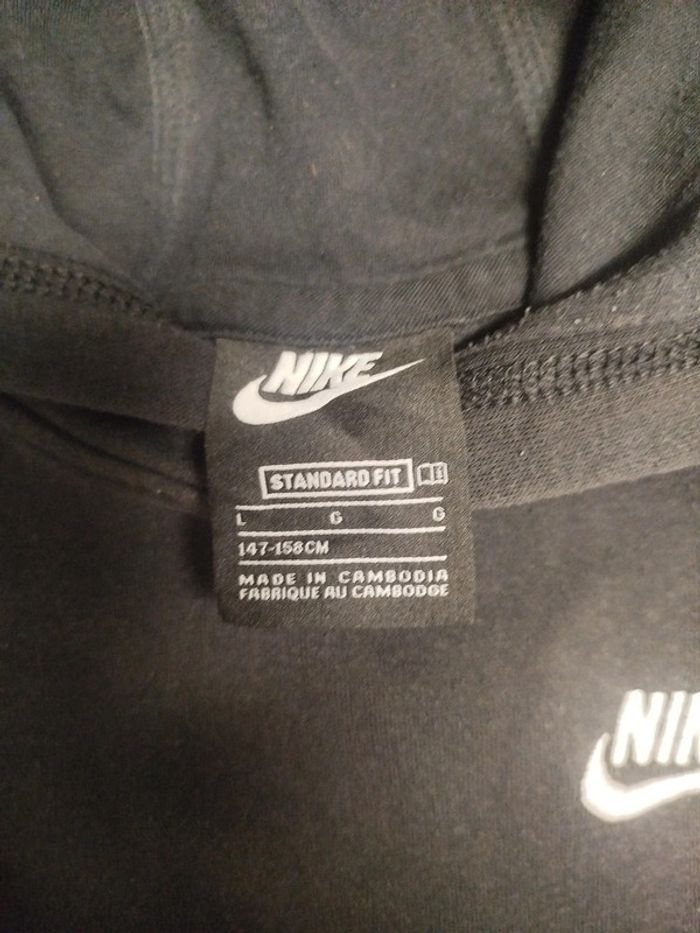 NIKE
STANDARD FIT
L G G
147-158CM
MADE IN CAMBODIA
FABRIQUE AU CAMBODGE
NIK